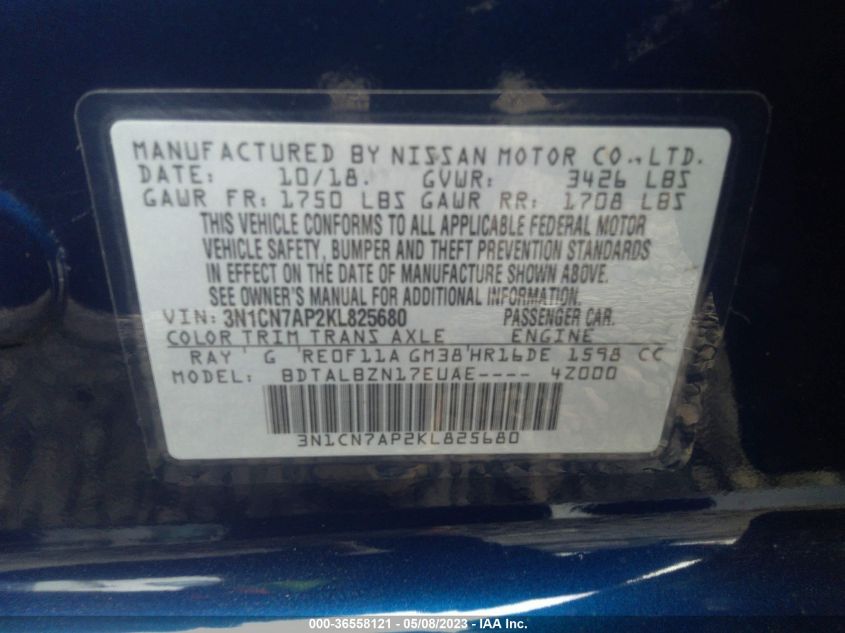 MANUFACTURED BY NISSAN MOTOR CO.,LTD.
DATE: 10/18. GVWR: 3426 LBS
GAWR FR: 1750 LBS GAWR RR: 1708 LBS
THIS VEHICLE CONFORMS TO ALL APPLICABLE FEDERAL MOTOR
VEHICLE SAFETY, BUMPER AND THEFT PREVENTION STANDARDS
IN EFFECT ON THE DATE OF MANUFACTURE SHOWN ABOVE.
SEE OWNER'S MANUAL FOR ADDITIONAL INFORMATION.
VIN: 3N1CN7AP2KL825680 PASSENGER CAR.
COLOR TRIM TRANS AXLE ENGINE
RAY G RE0F11A GM38 HR16DE 1598 CC
MODEL: BDTALBZN17EUAE---- 4Z000
3N1CN7AP2KL825680
000-36558121 - 05/08/2023 - IAA Inc.